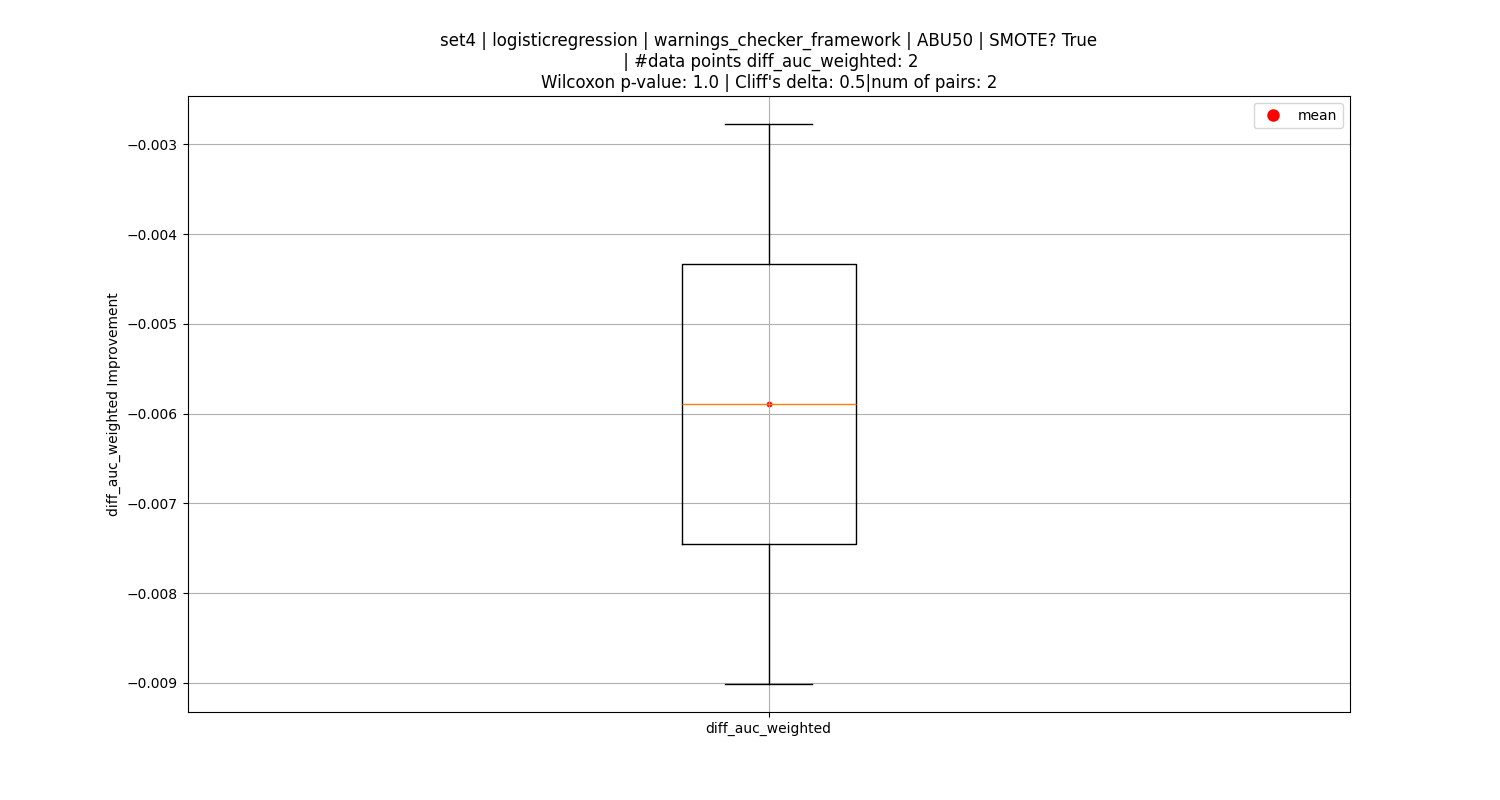 set4 | logisticregression | warnings_checker_framework | ABU50 | SMOTE? True
| #data points diff_auc_weighted: 2
Wilcoxon p-value: 1.0 | Cliff's delta: 0.5|num of pairs: 2
mean
−0.003
−0.004
−0.005
−0.006
−0.007
−0.008
−0.009
diff_auc_weighted Improvement
diff_auc_weighted